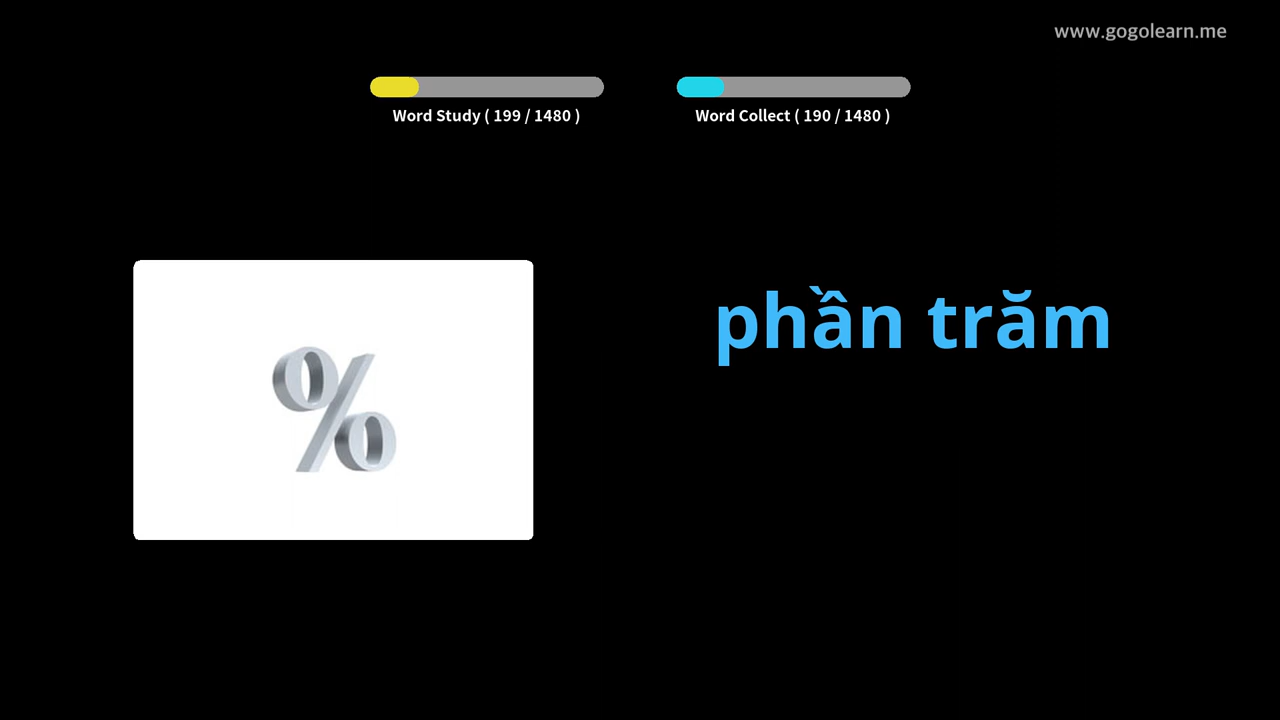 www.gogolearn.me
Word Study ( 199 / 1480 )
Word Collect ( 190 / 1480 )
%
phần trăm